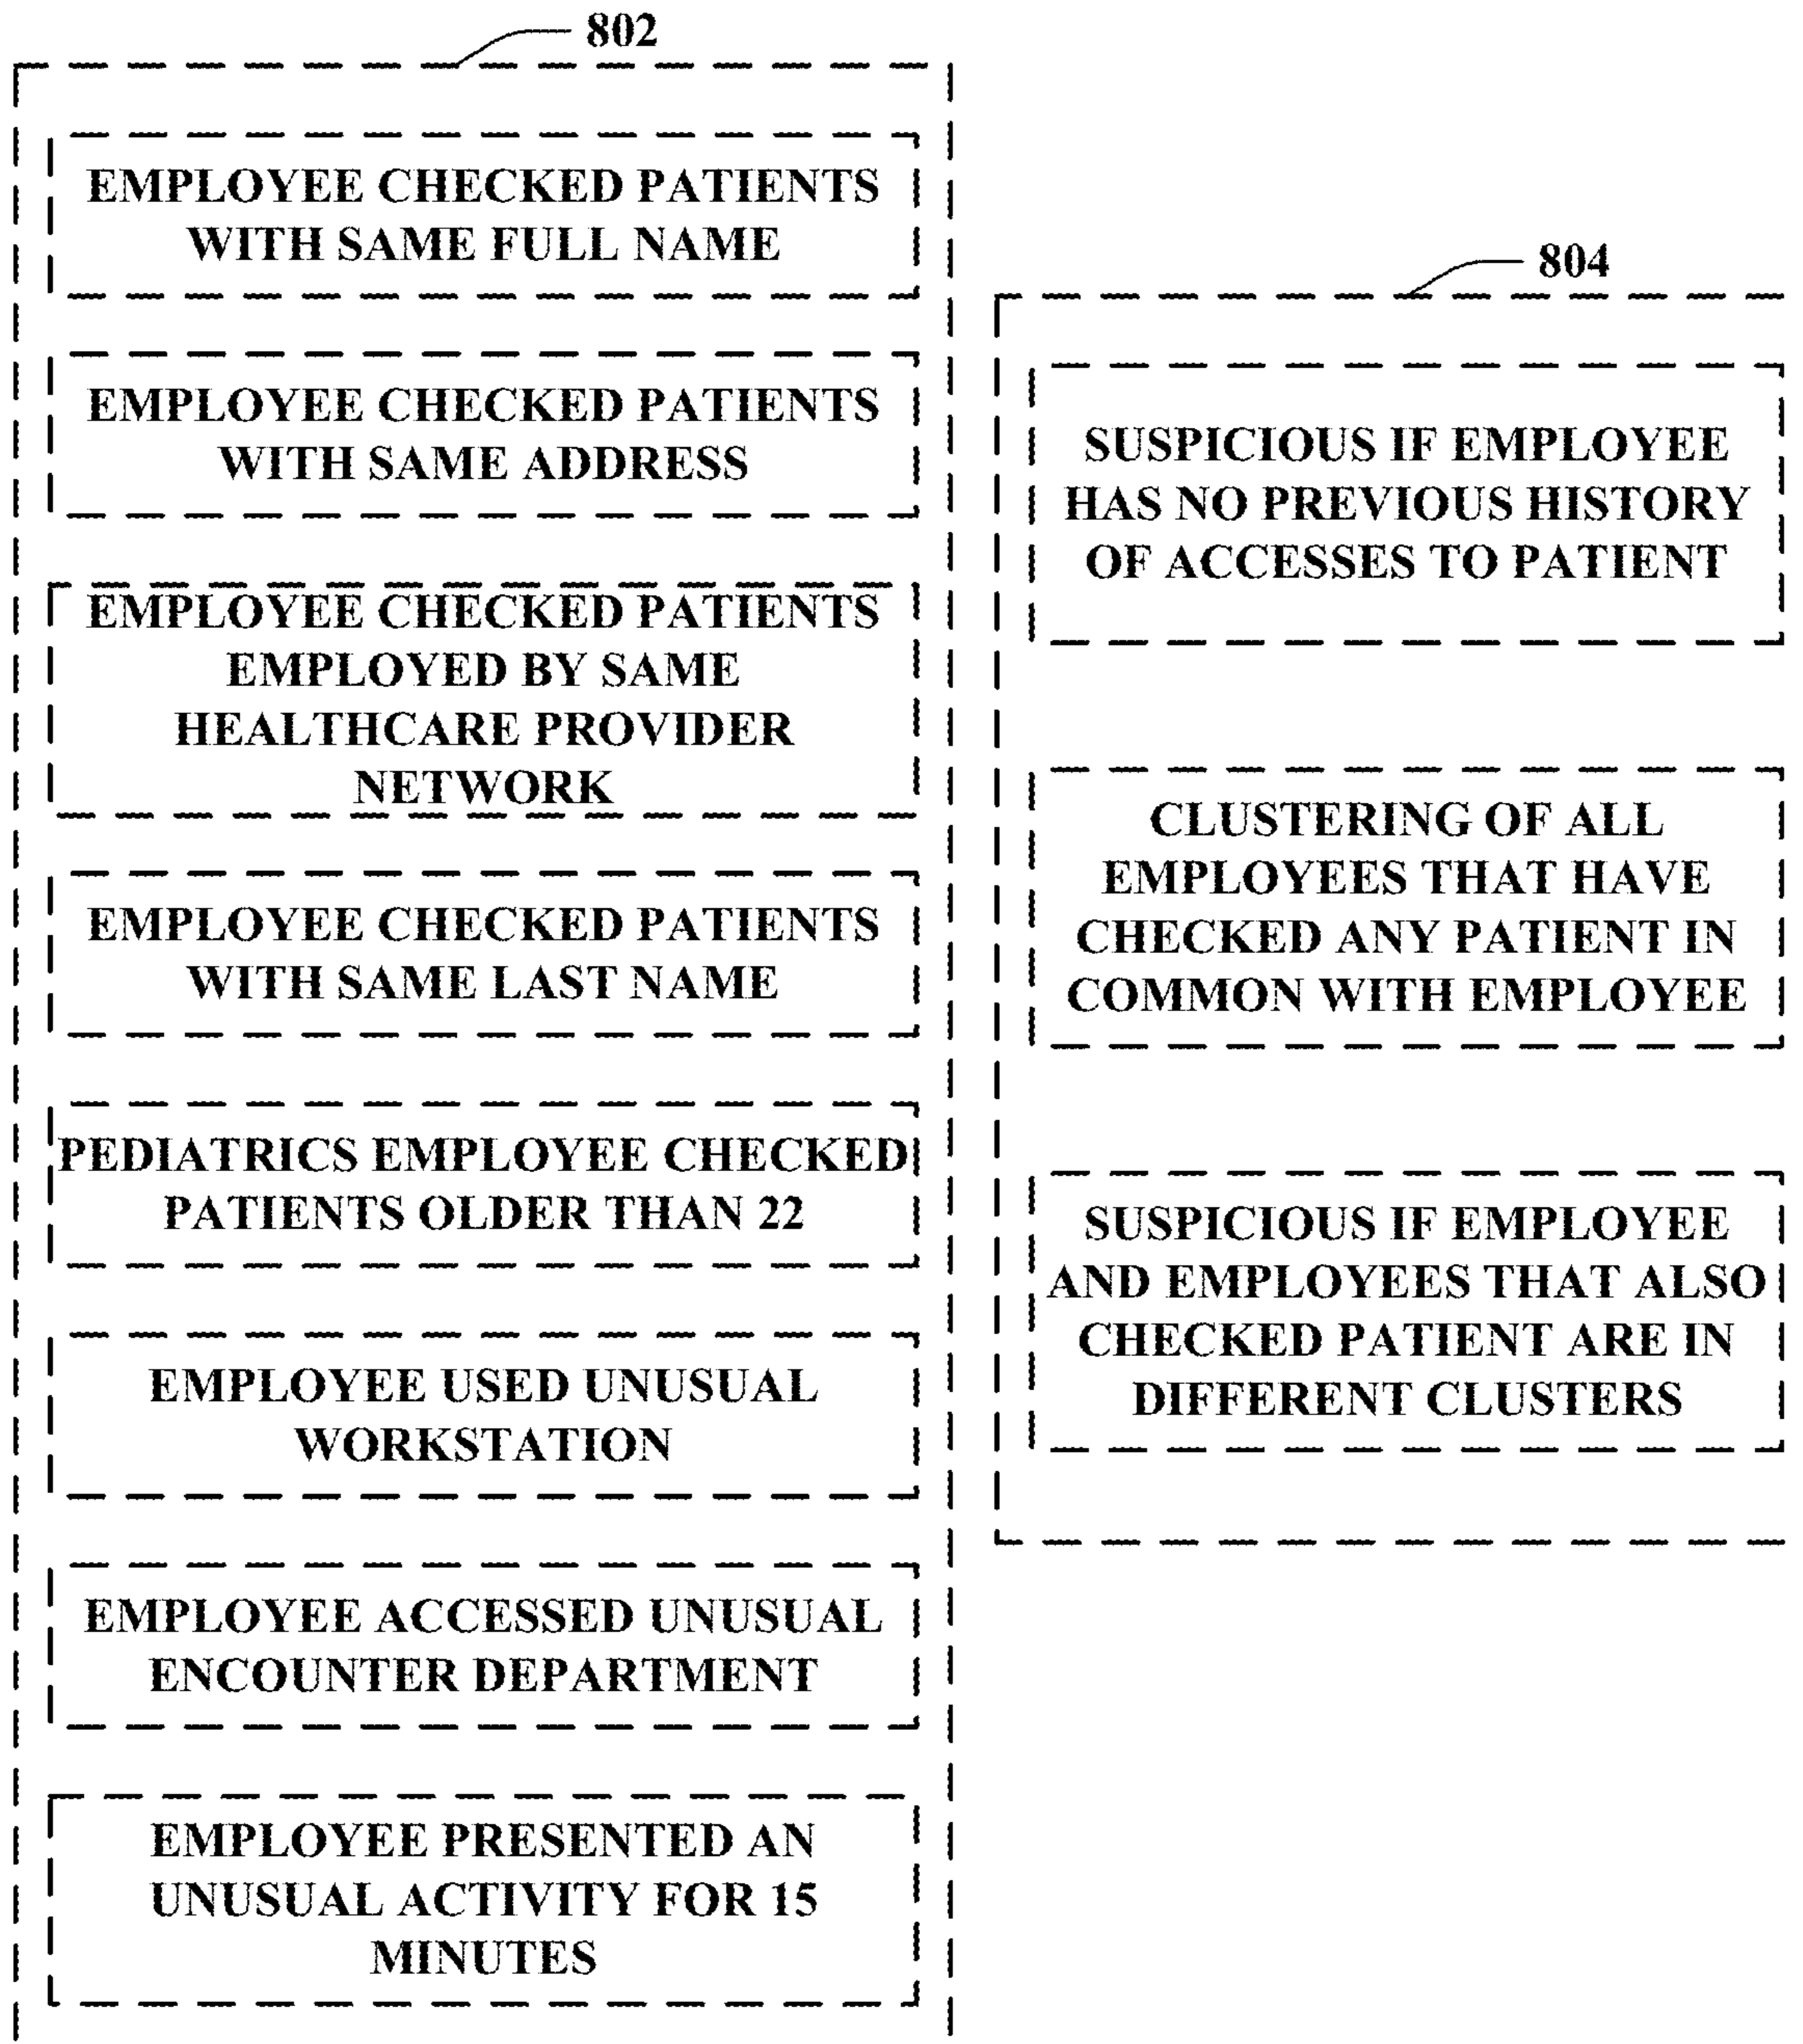 802
EMPLOYEE CHECKED PATIENTS
WITH SAME FULL NAME
EMPLOYEE CHECKED PATIENTS
WITH SAME ADDRESS
EMPLOYEE CHECKED PATIENTS
EMPLOYED BY SAME
HEALTHCARE PROVIDER
NETWORK
EMPLOYEE CHECKED PATIENTS
WITH SAME LAST NAME
PEDIATRICS EMPLOYEE CHECKED
PATIENTS OLDER THAN 22
EMPLOYEE USED UNUSUAL
WORKSTATION
EMPLOYEE ACCESSED UNUSUAL
ENCOUNTER DEPARTMENT
EMPLOYEE PRESENTED AN
UNUSUAL ACTIVITY FOR 15
MINUTES
804
SUSPICIOUS IF EMPLOYEE
HAS NO PREVIOUS HISTORY
OF ACCESSES TO PATIENT
CLUSTERING OF ALL
EMPLOYEES THAT HAVE
CHECKED ANY PATIENT IN
COMMON WITH EMPLOYEE
SUSPICIOUS IF EMPLOYEE
AND EMPLOYEES THAT ALSO
CHECKED PATIENT ARE IN
DIFFERENT CLUSTERS